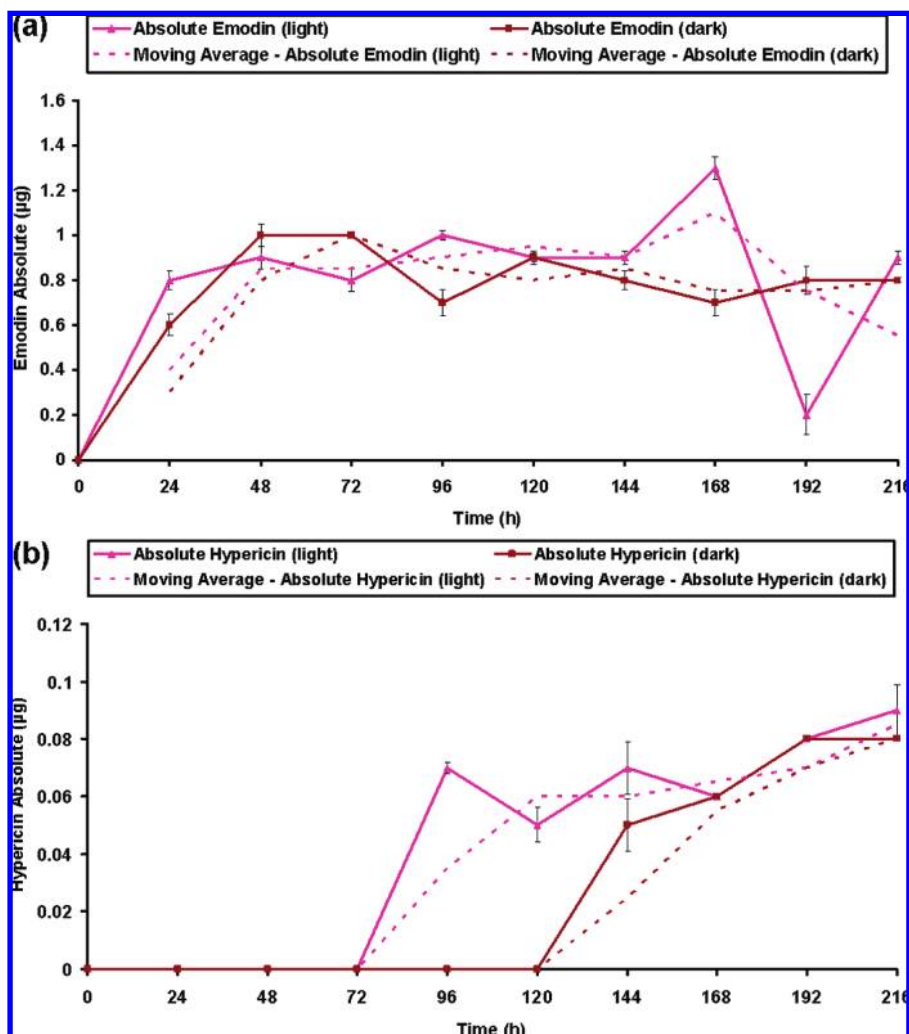 (a)
Absolute Emodin (light) Absolute Emodin (dark)
Moving Average - Absolute Emodin (light) Moving Average - Absolute Emodin (dark)
1.6
1.4
1.2
1
0.8
0.6
0.4
0.2
0
Emodin Absolute (µg)
0 24 48 72 96 120 144 168 192 216
Time (h)
(b)
Absolute Hypericin (light) Absolute Hypericin (dark)
Moving Average - Absolute Hypericin (light) Moving Average - Absolute Hypericin (dark)
0.12
0.1
0.08
0.06
0.04
0.02
0
Hypericin Absolute (µg)
0 24 48 72 96 120 144 168 192 216
Time (h)